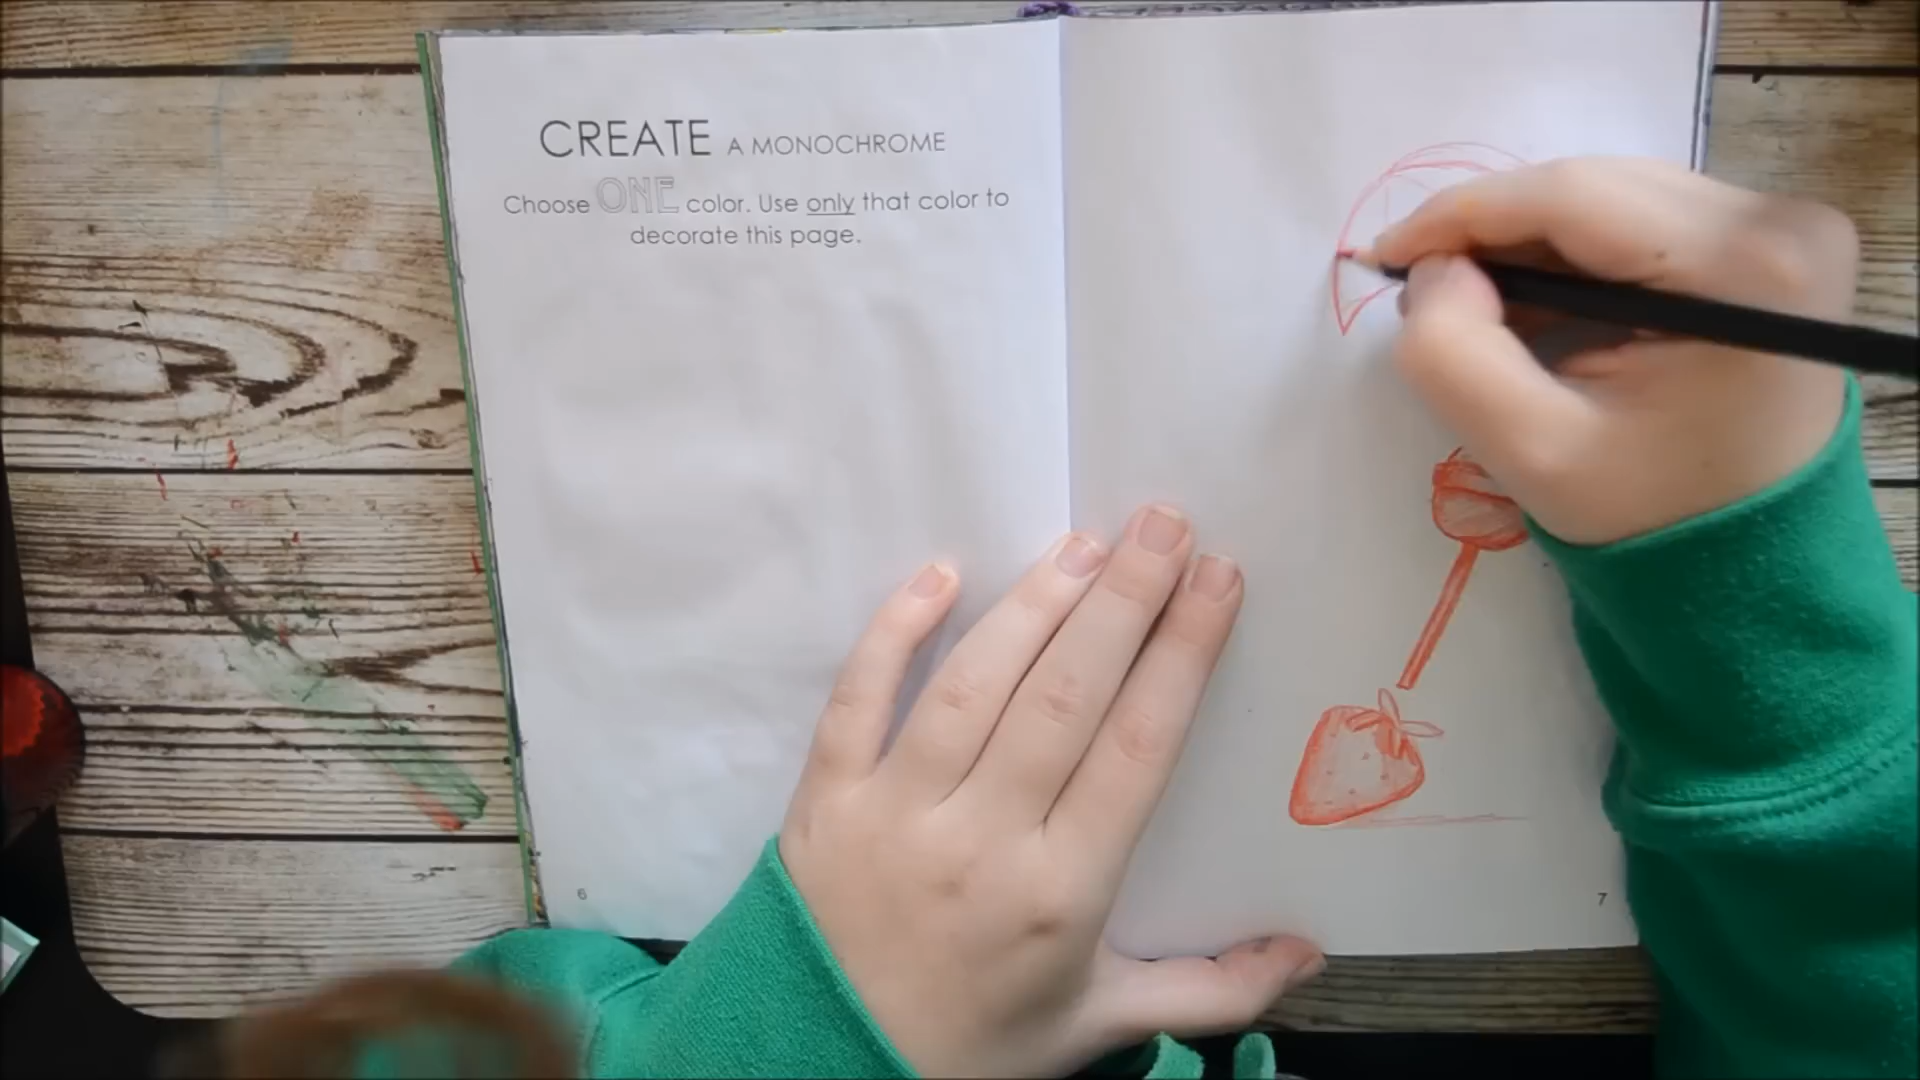 CREATE A MONOCHROME
Choose ONE color. Use only that color to
decorate this page.
6
7